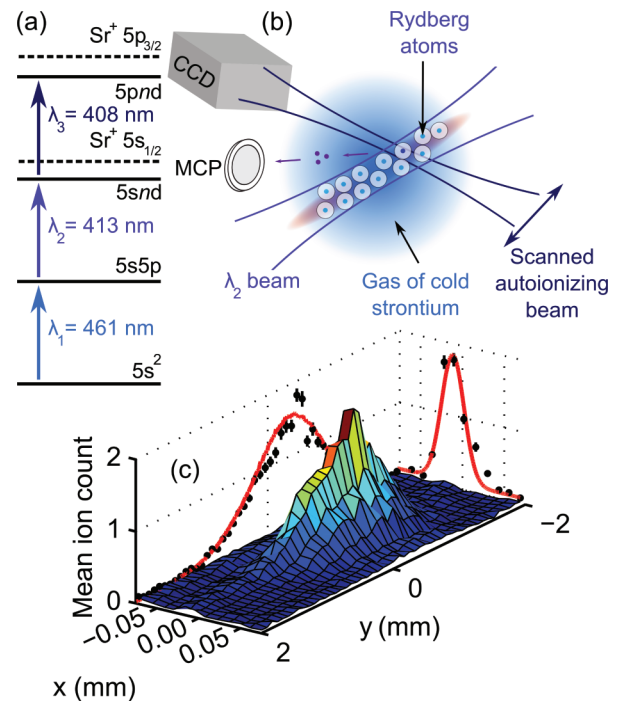 (a)
Sr⁺ 5p₃/₂
5pnd
λ₃= 408 nm
Sr⁺ 5s₁/₂
5snd
λ₂= 413 nm
5s5p
λ₁= 461 nm
5s²
(b)
Rydberg
atoms
CCD
MCP
λ₂ beam
Gas of cold
strontium
Scanned
autoionizing
beam
(c)
Mean ion count
2
1
0
−0.05
0.00
0.05
x (mm)
2
0
−2
y (mm)